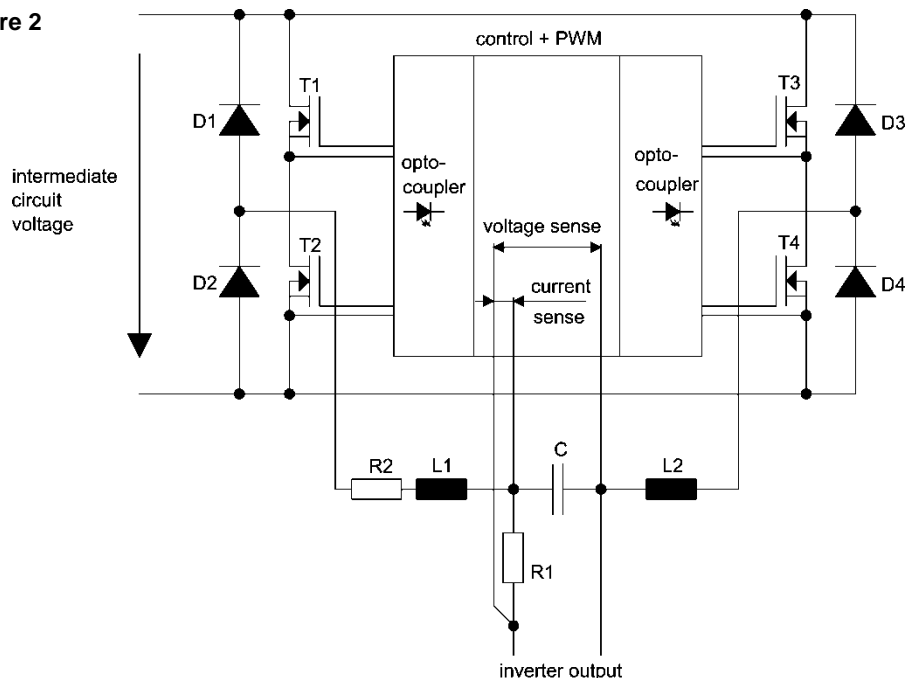 re 2
control + PWM
T1
T3
D1
D3
opto-
coupler
opto-
coupler
intermediate
circuit
voltage
voltage sense
T2
T4
D2
D4
current
sense
R2
L1
C
L2
R1
inverter output